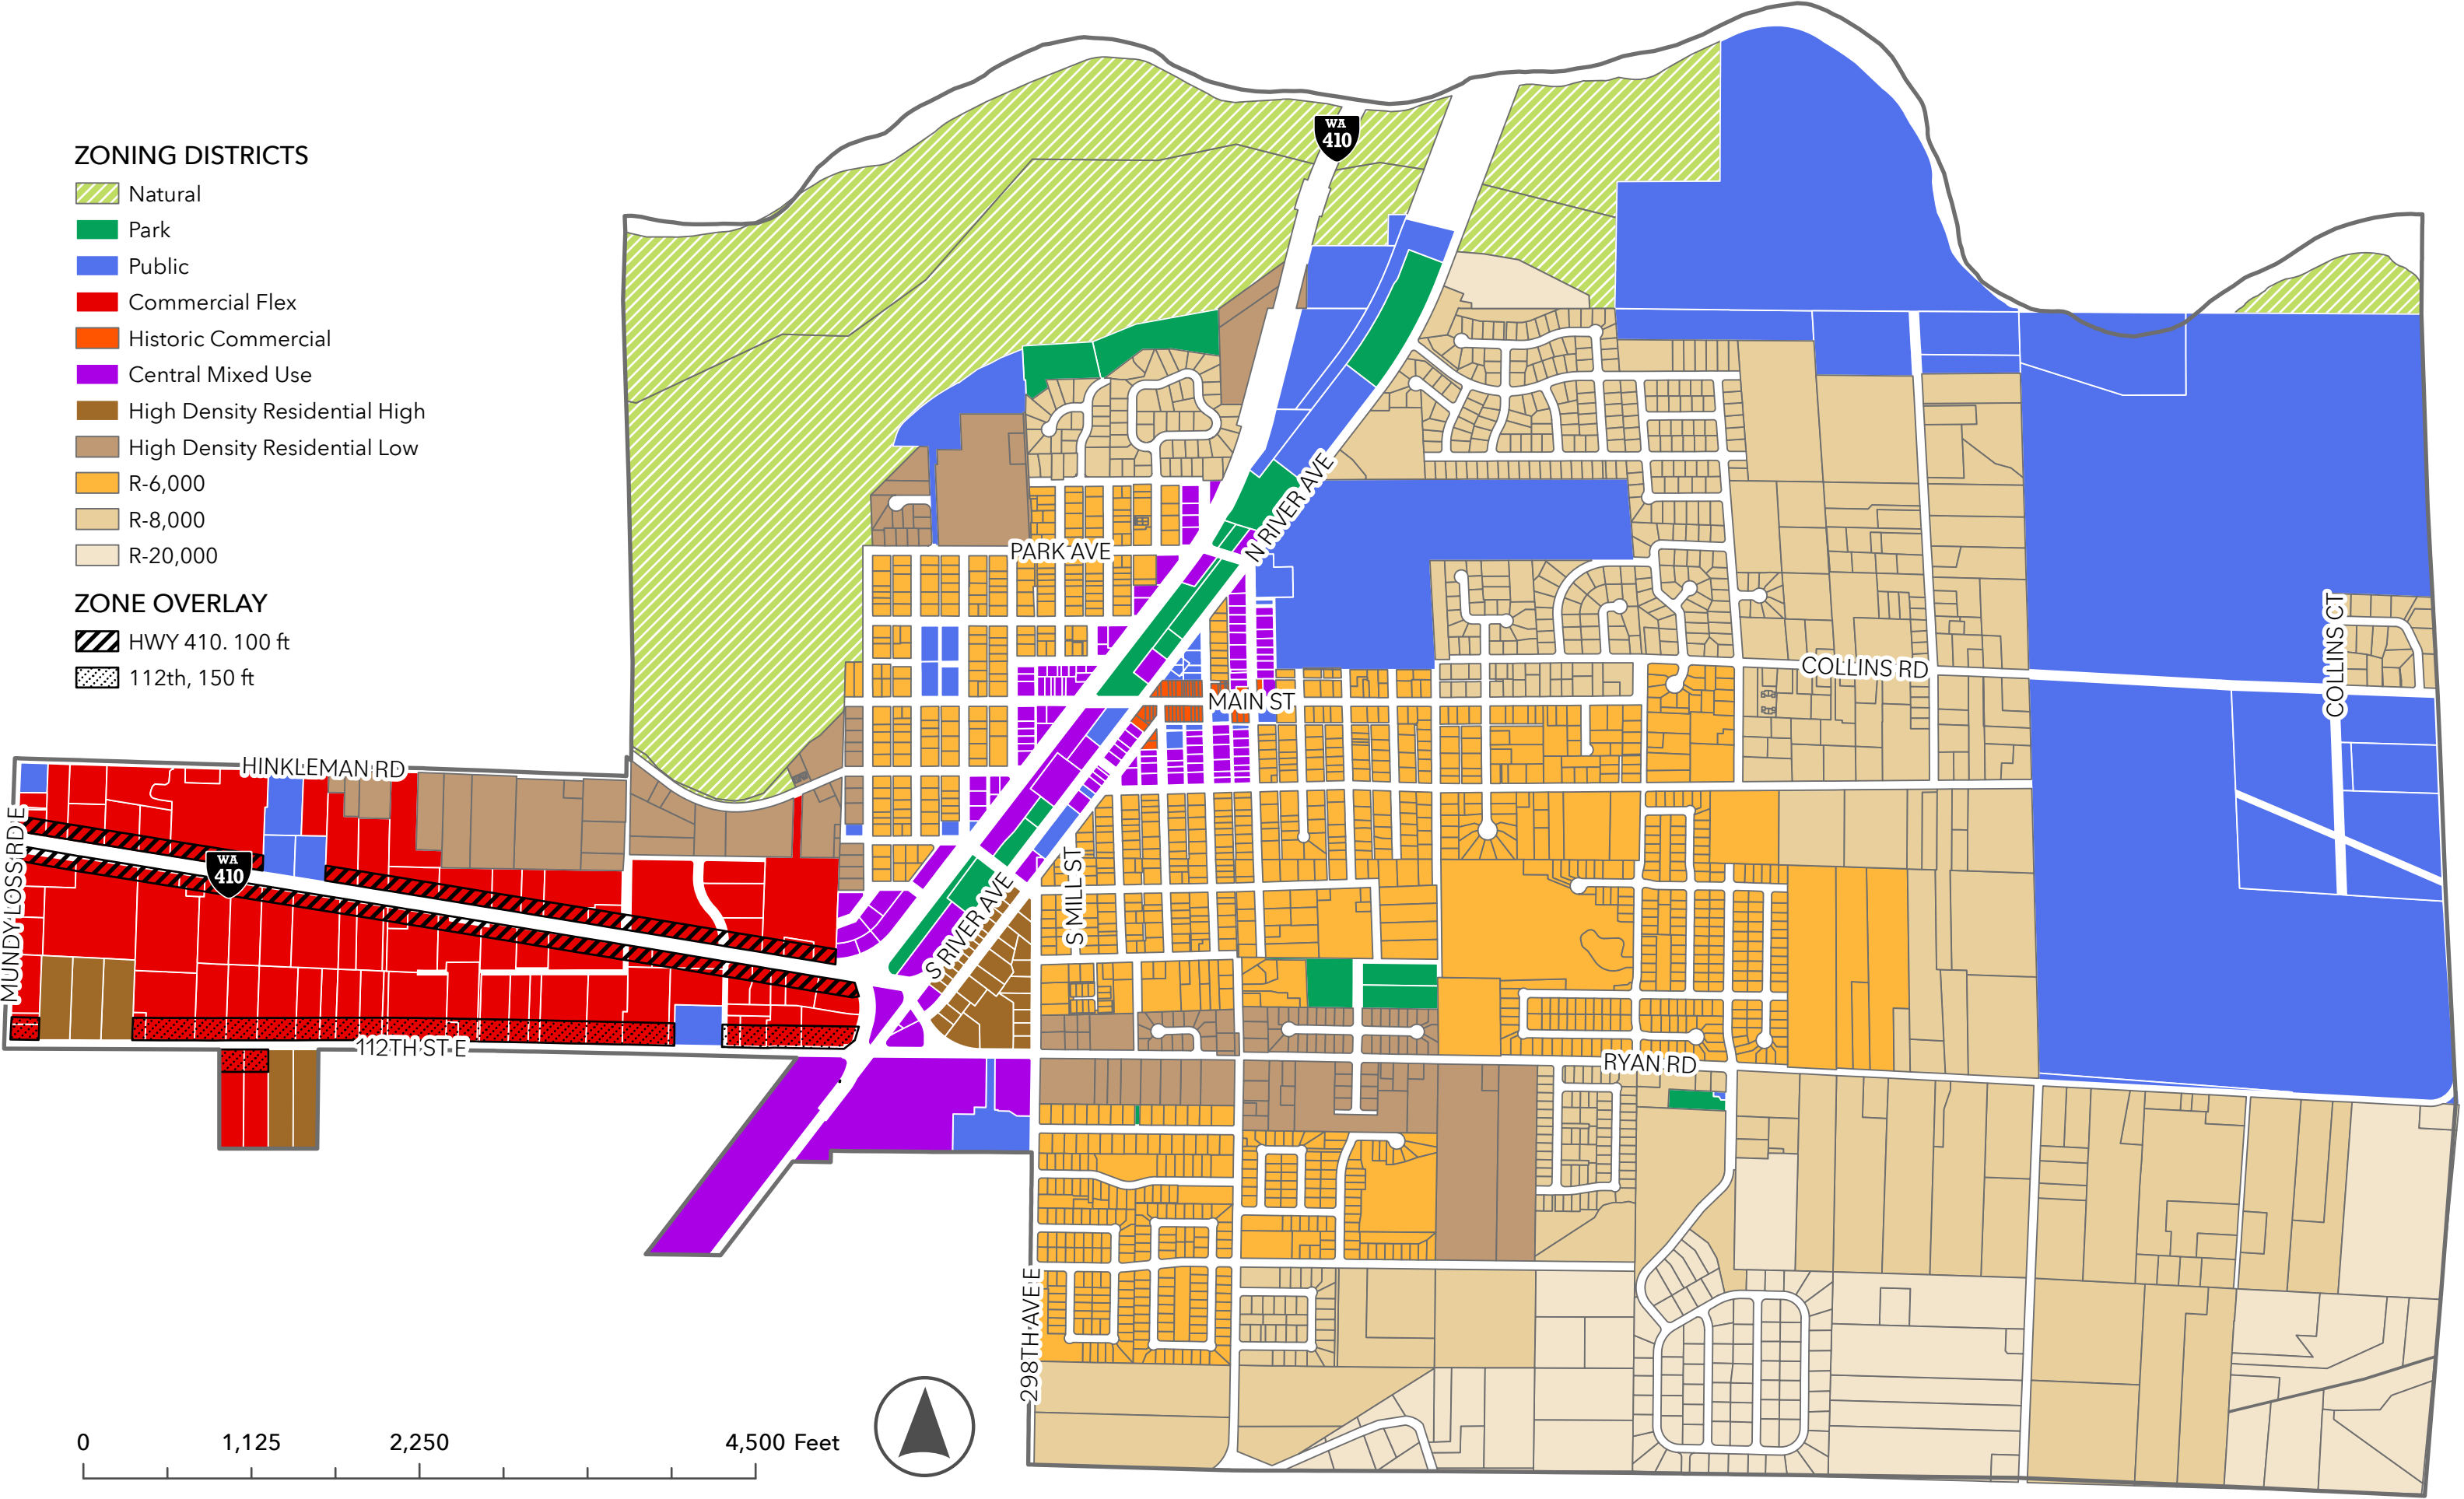 WA
410
ZONING DISTRICTS
Natural
Park
Public
Commercial Flex
Historic Commercial
Central Mixed Use
High Density Residential High
High Density Residential Low
R-6,000
R-8,000
R-20,000
ZONE OVERLAY
HWY 410. 100 ft
112th, 150 ft
N RIVER AVE
PARK AVE
COLLINS RD
COLLINS CT
MAIN ST
HINKLEMAN RD
MUNDY LOSS RD E
WA
410
S MILL ST
S RIVER AVE
112TH ST E
RYAN RD
298TH AVE E
0
1,125
2,250
4,500 Feet